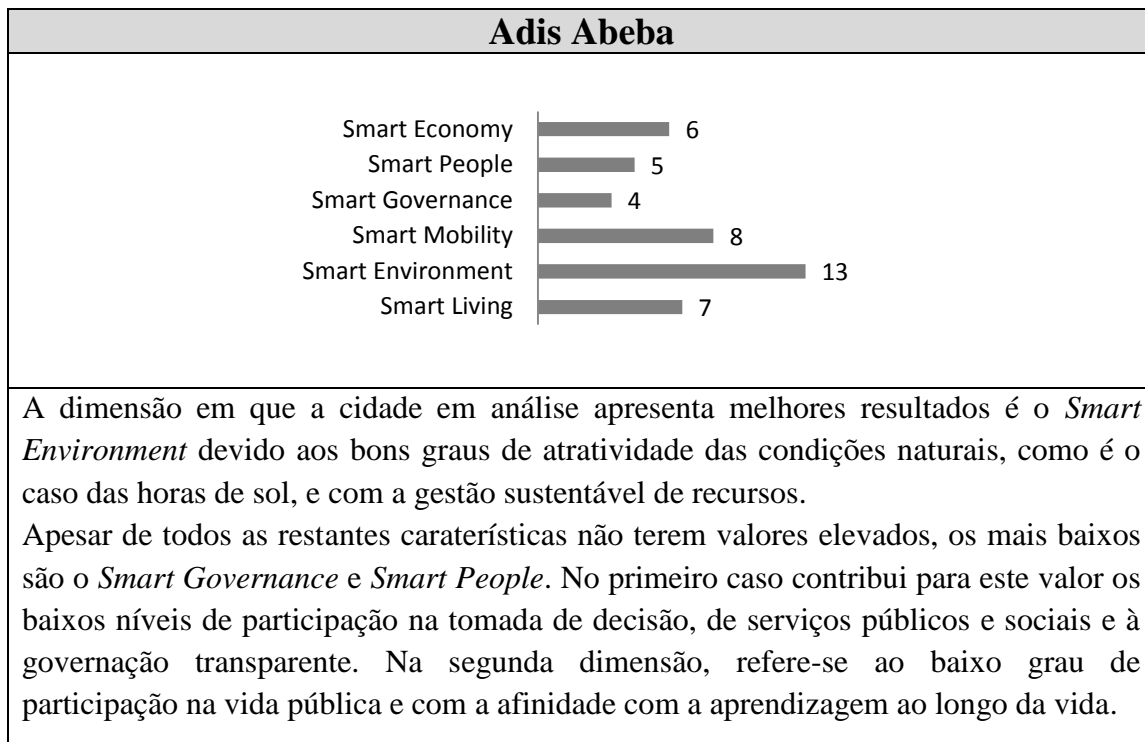 Adis Abeba
Smart Economy 6
Smart People 5
Smart Governance 4
Smart Mobility 8
Smart Environment 13
Smart Living 7
A dimensão em que a cidade em análise apresenta melhores resultados é o Smart
Environment devido aos bons graus de atratividade das condições naturais, como é o
caso das horas de sol, e com a gestão sustentável de recursos.
Apesar de todos as restantes caraterísticas não terem valores elevados, os mais baixos
são o Smart Governance e Smart People. No primeiro caso contribui para este valor os
baixos níveis de participação na tomada de decisão, de serviços públicos e sociais e à
governação transparente. Na segunda dimensão, refere-se ao baixo grau de
participação na vida pública e com a afinidade com a aprendizagem ao longo da vida.